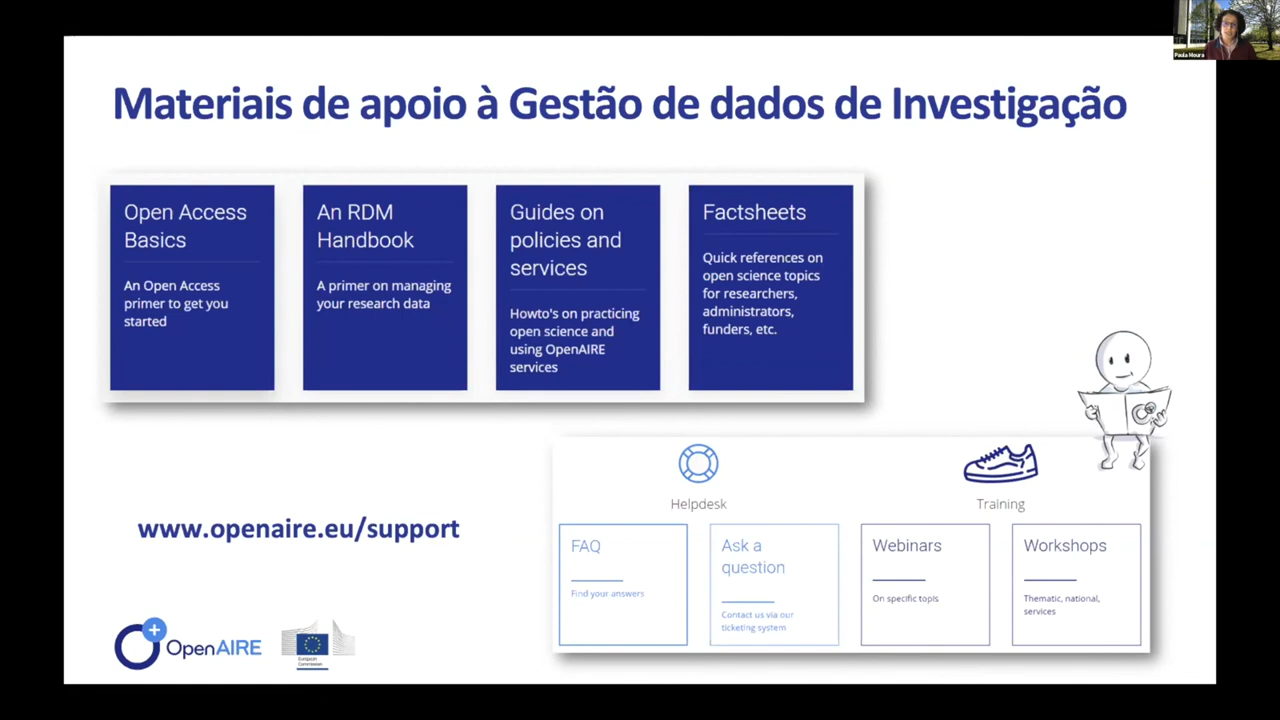 Paula Moura
Materiais de apoio à Gestão de dados de Investigação
Open Access
Basics
An Open Access
primer to get you
started
An RDM
Handbook
A primer on managing
your research data
Guides on
policies and
services
Howto's on practicing
open science and
using OpenAIRE
services
Factsheets
Quick references on
open science topics
for researchers,
administrators,
funders, etc.
www.openaire.eu/support
Helpdesk
Training
FAQ
Find your answers
Ask a
question
Contact us via our
ticketing system
Webinars
On specific topis
Workshops
Thematic, national,
services
OpenAIRE
European
Commission